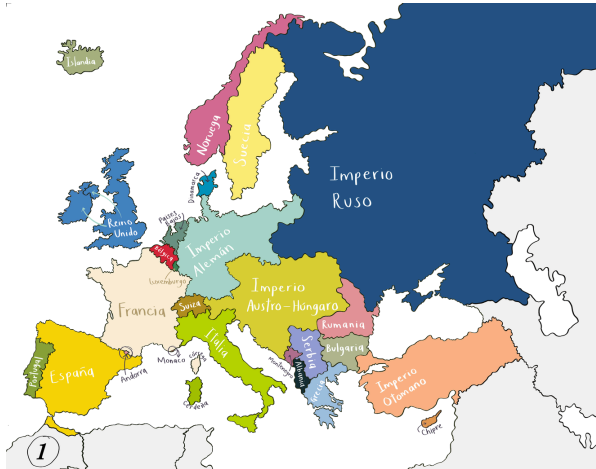 Islandia
Noruega
Suecia
Imperio
Ruso
Dinamarca
Reino
Unido
Países
Bajos
Imperio
Alemán
Bélgica
Luxemburgo
Imperio
Austro-Húngaro
Francia
Suiza
Rumania
Italia
Serbia
Bulgaria
Mónaco
Córcega
Montenegro
Albania
Grecia
Imperio
Otomano
Portugal
España
Andorra
Cerdeña
Chipre
1